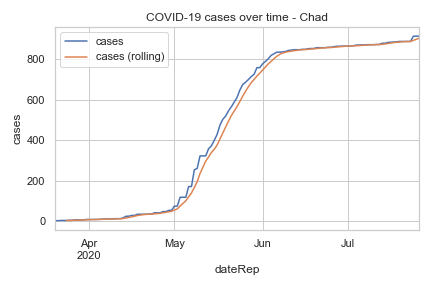 COVID-19 cases over time - Chad
cases
cases (rolling)
800
600
400
200
0
cases
Apr
2020
May
Jun
Jul
dateRep